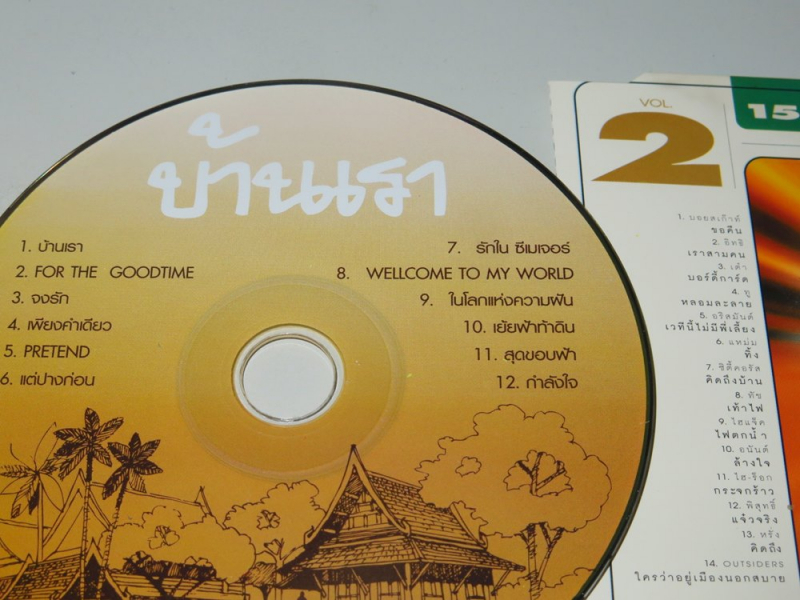 บ้านเรา
1. บ้านเรา
2. FOR THE GOODTIME
3. จงรัก
4. เพียงคำเดียว
5. PRETEND
6. แต่ปางก่อน
7. รักใน ซีเมเจอร์
8. WELLCOME TO MY WORLD
9. ในโลกแห่งความฝัน
10. เย้ยฟ้าท้าดิน
11. สุดขอบฟ้า
12. กำลังใจ
VOL.
2
15
1. บอยสเก๊าท์
ขอคืน
2. อิทธิ
เราสามคน
3. เต๋า
บอร์ดี้การ์ด
4. ทู
หลอมละลาย
5. อริสมันต์
เวทีนี้ไม่มีพี่เลี้ยง
6. แหม่ม
ทิ้ง
7. ซิตี้คอรัส
คิดถึงบ้าน
8. ทัช
เท้าไฟ
9. ไฮแจ็ค
ไฟตกน้ำ
10. อนันต์
ล้างใจ
11. ไฮ-ร็อก
กระจกร้าว
12. พิสุทธิ์
แจ๋วจริง
13. หรั่ง
คิดถึง
14. OUTSIDERS
ใครว่าอยู่เมืองนอกสบาย